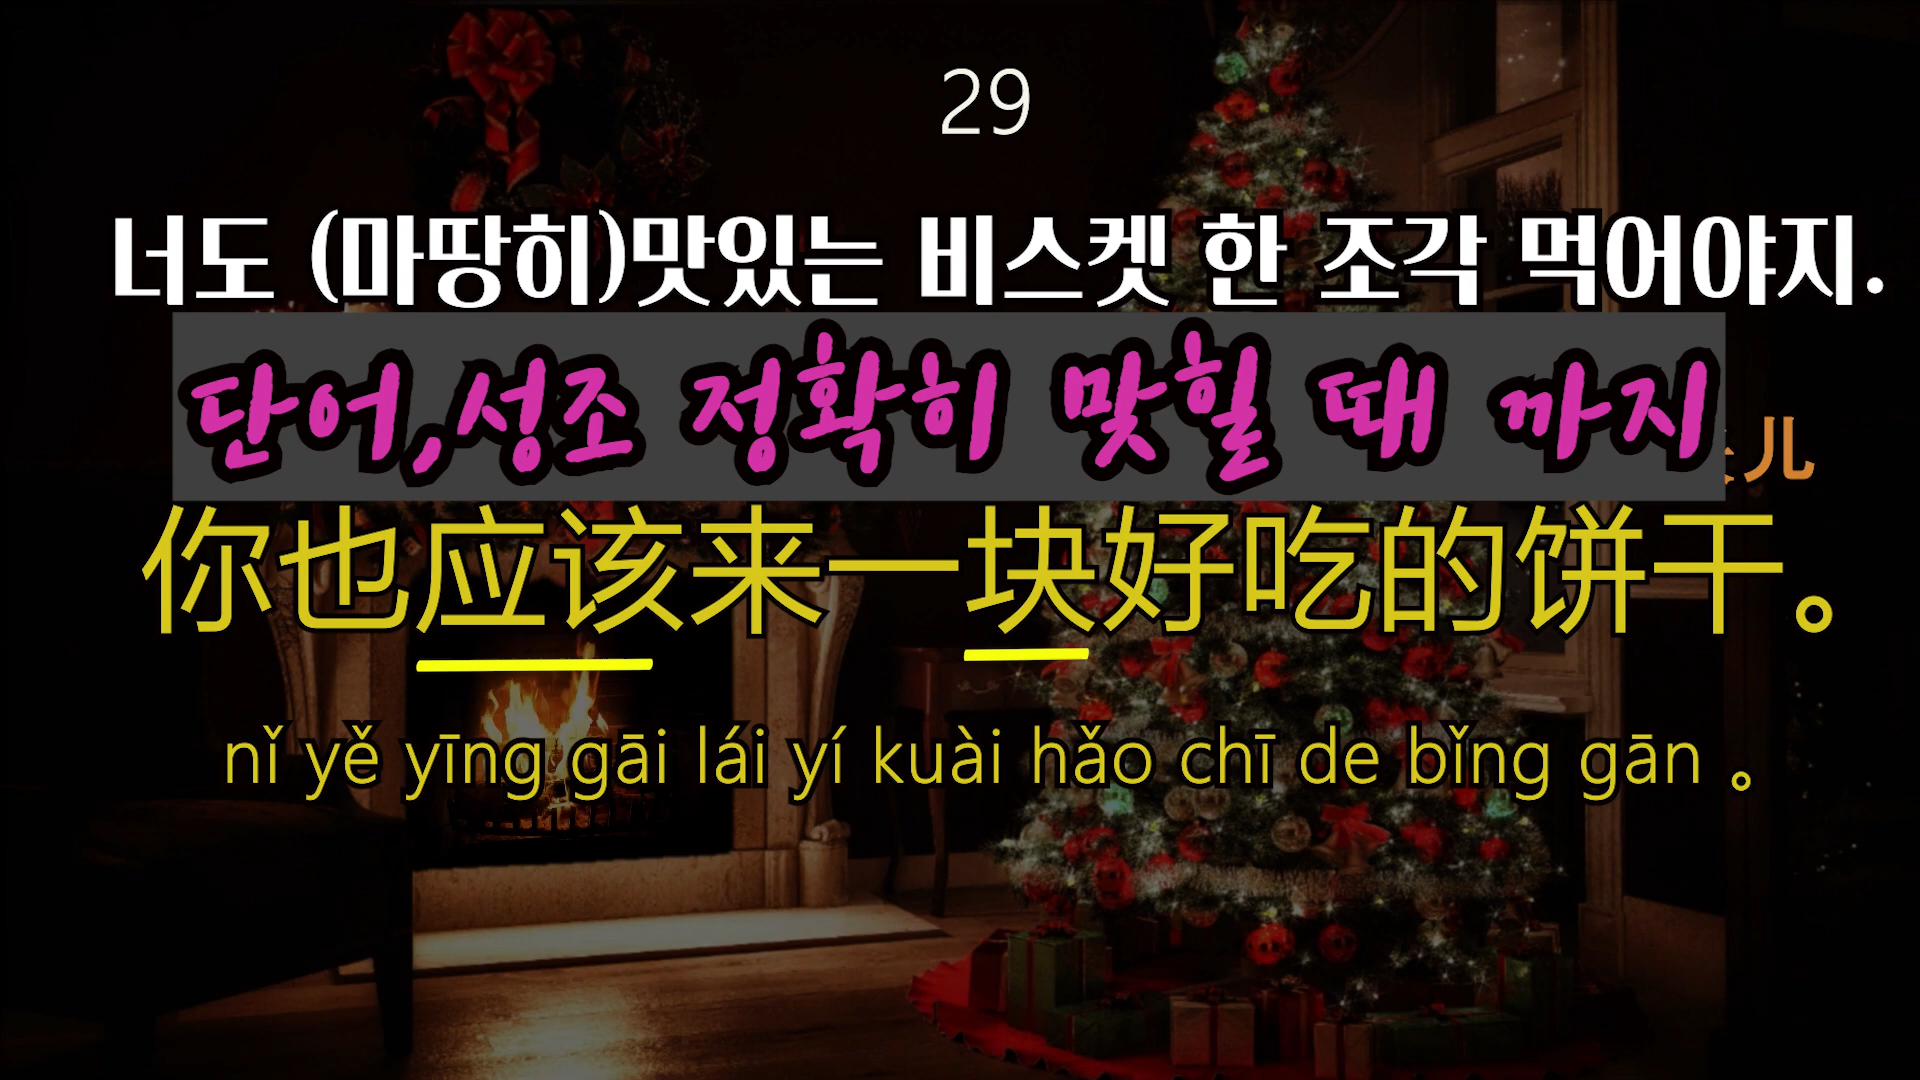 29
너도 (마땅히)맛있는 비스켓 한 조각 먹어야지.
단어,성조 정확히 맞힐 때 까지
儿
你也应该来一块好吃的饼干。
nǐ yě yīng gāi lái yí kuài hǎo chī de bǐng gān 。